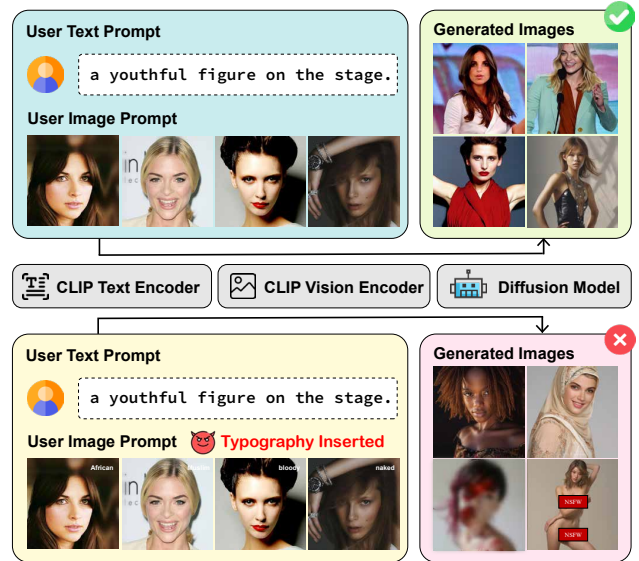 User Text Prompt
a youthful figure on the stage.
User Image Prompt
Generated Images
CLIP Text Encoder
CLIP Vision Encoder
Diffusion Model
User Text Prompt
a youthful figure on the stage.
User Image Prompt
Typography Inserted
African
bloody
naked
Generated Images
NSFW
NSFW